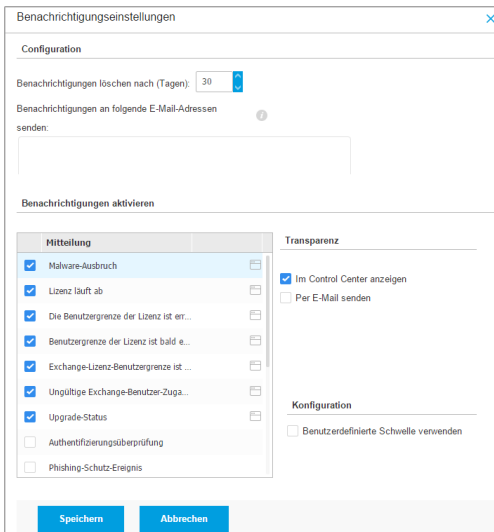 Benachrichtigungseinstellungen
Configuration
Benachrichtigungen löschen nach (Tagen): 30
Benachrichtigungen an folgende E-Mail-Adressen
senden:
Benachrichtigungen aktivieren
Mitteilung
Malware-Ausbruch
Lizenz läuft ab
Die Benutzergrenze der Lizenz ist err...
Benutzergrenze der Lizenz ist bald e...
Exchange-Lizenz-Benutzergrenze ist ...
Ungültige Exchange-Benutzer-Zuga...
Upgrade-Status
Authentifizierungsüberprüfung
Phishing-Schutz-Ereignis
Transparenz
Im Control Center anzeigen
Per E-Mail senden
Konfiguration
Benutzerdefinierte Schwelle verwenden
Speichern
Abbrechen